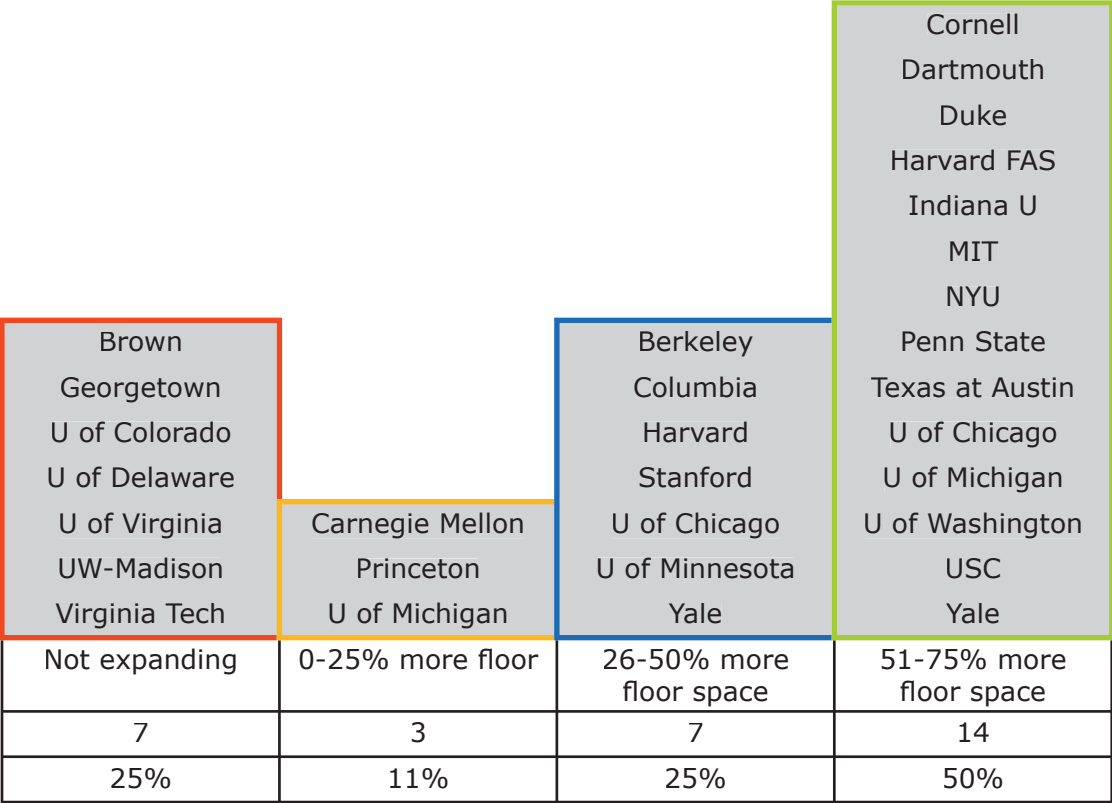 Cornell
Dartmouth
Duke
Harvard FAS
Indiana U
MIT
NYU
Penn State
Texas at Austin
U of Chicago
U of Michigan
U of Washington
USC
Yale
Brown
Georgetown
U of Colorado
U of Delaware
U of Virginia
UW-Madison
Virginia Tech
Carnegie Mellon
Princeton
U of Michigan
Berkeley
Columbia
Harvard
Stanford
U of Chicago
U of Minnesota
Yale
Not expanding
0-25% more floor
26-50% more
floor space
51-75% more
floor space
7
3
7
14
25%
11%
25%
50%